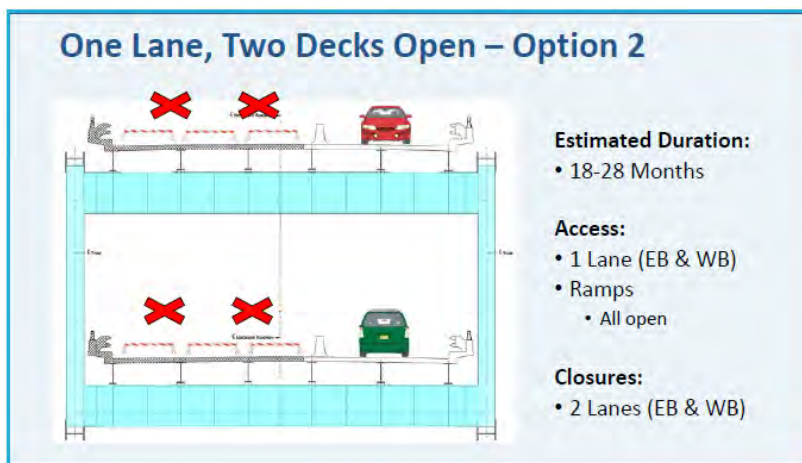 One Lane, Two Decks Open – Option 2
Estimated Duration:
• 18-28 Months
Access:
• 1 Lane (EB & WB)
• Ramps
• All open
Closures:
• 2 Lanes (EB & WB)